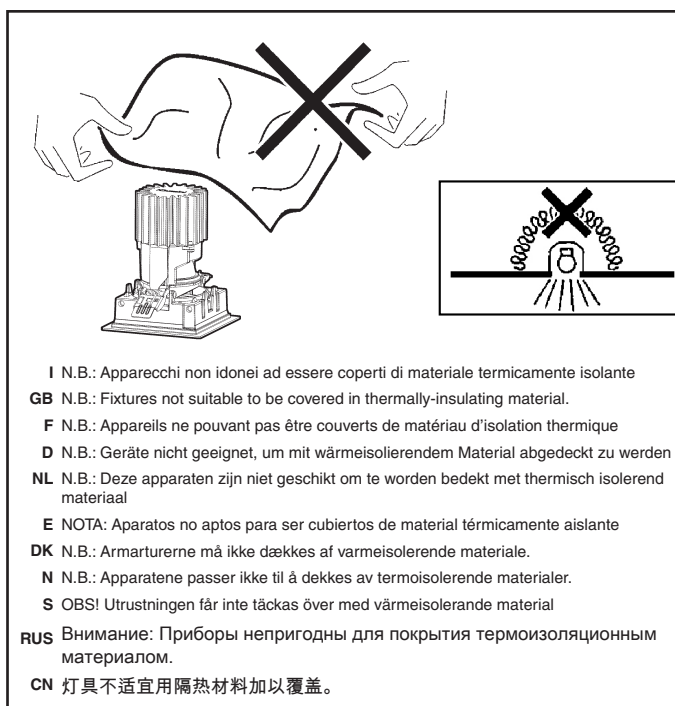 I N.B.: Apparecchi non idonei ad essere coperti di materiale termicamente isolante
GB N.B.: Fixtures not suitable to be covered in thermally-insulating material.
F N.B.: Appareils ne pouvant pas être couverts de matériau d'isolation thermique
D N.B.: Geräte nicht geeignet, um mit wärmeisolierendem Material abgedeckt zu werden
NL N.B.: Deze apparaten zijn niet geschikt om te worden bedekt met thermisch isolerend
materiaal
E NOTA: Aparatos no aptos para ser cubiertos de material térmicamente aislante
DK N.B.: Armarturerne må ikke dækkes af varmeisolerende materiale.
N N.B.: Apparatene passer ikke til å dekkes av termoisolerende materialer.
S OBS! Utrustningen får inte täckas över med värmeisolerande material
RUS Внимание: Приборы непригодны для покрытия термоизоляционным
материалом.
CN 灯具不适宜用隔热材料加以覆盖。